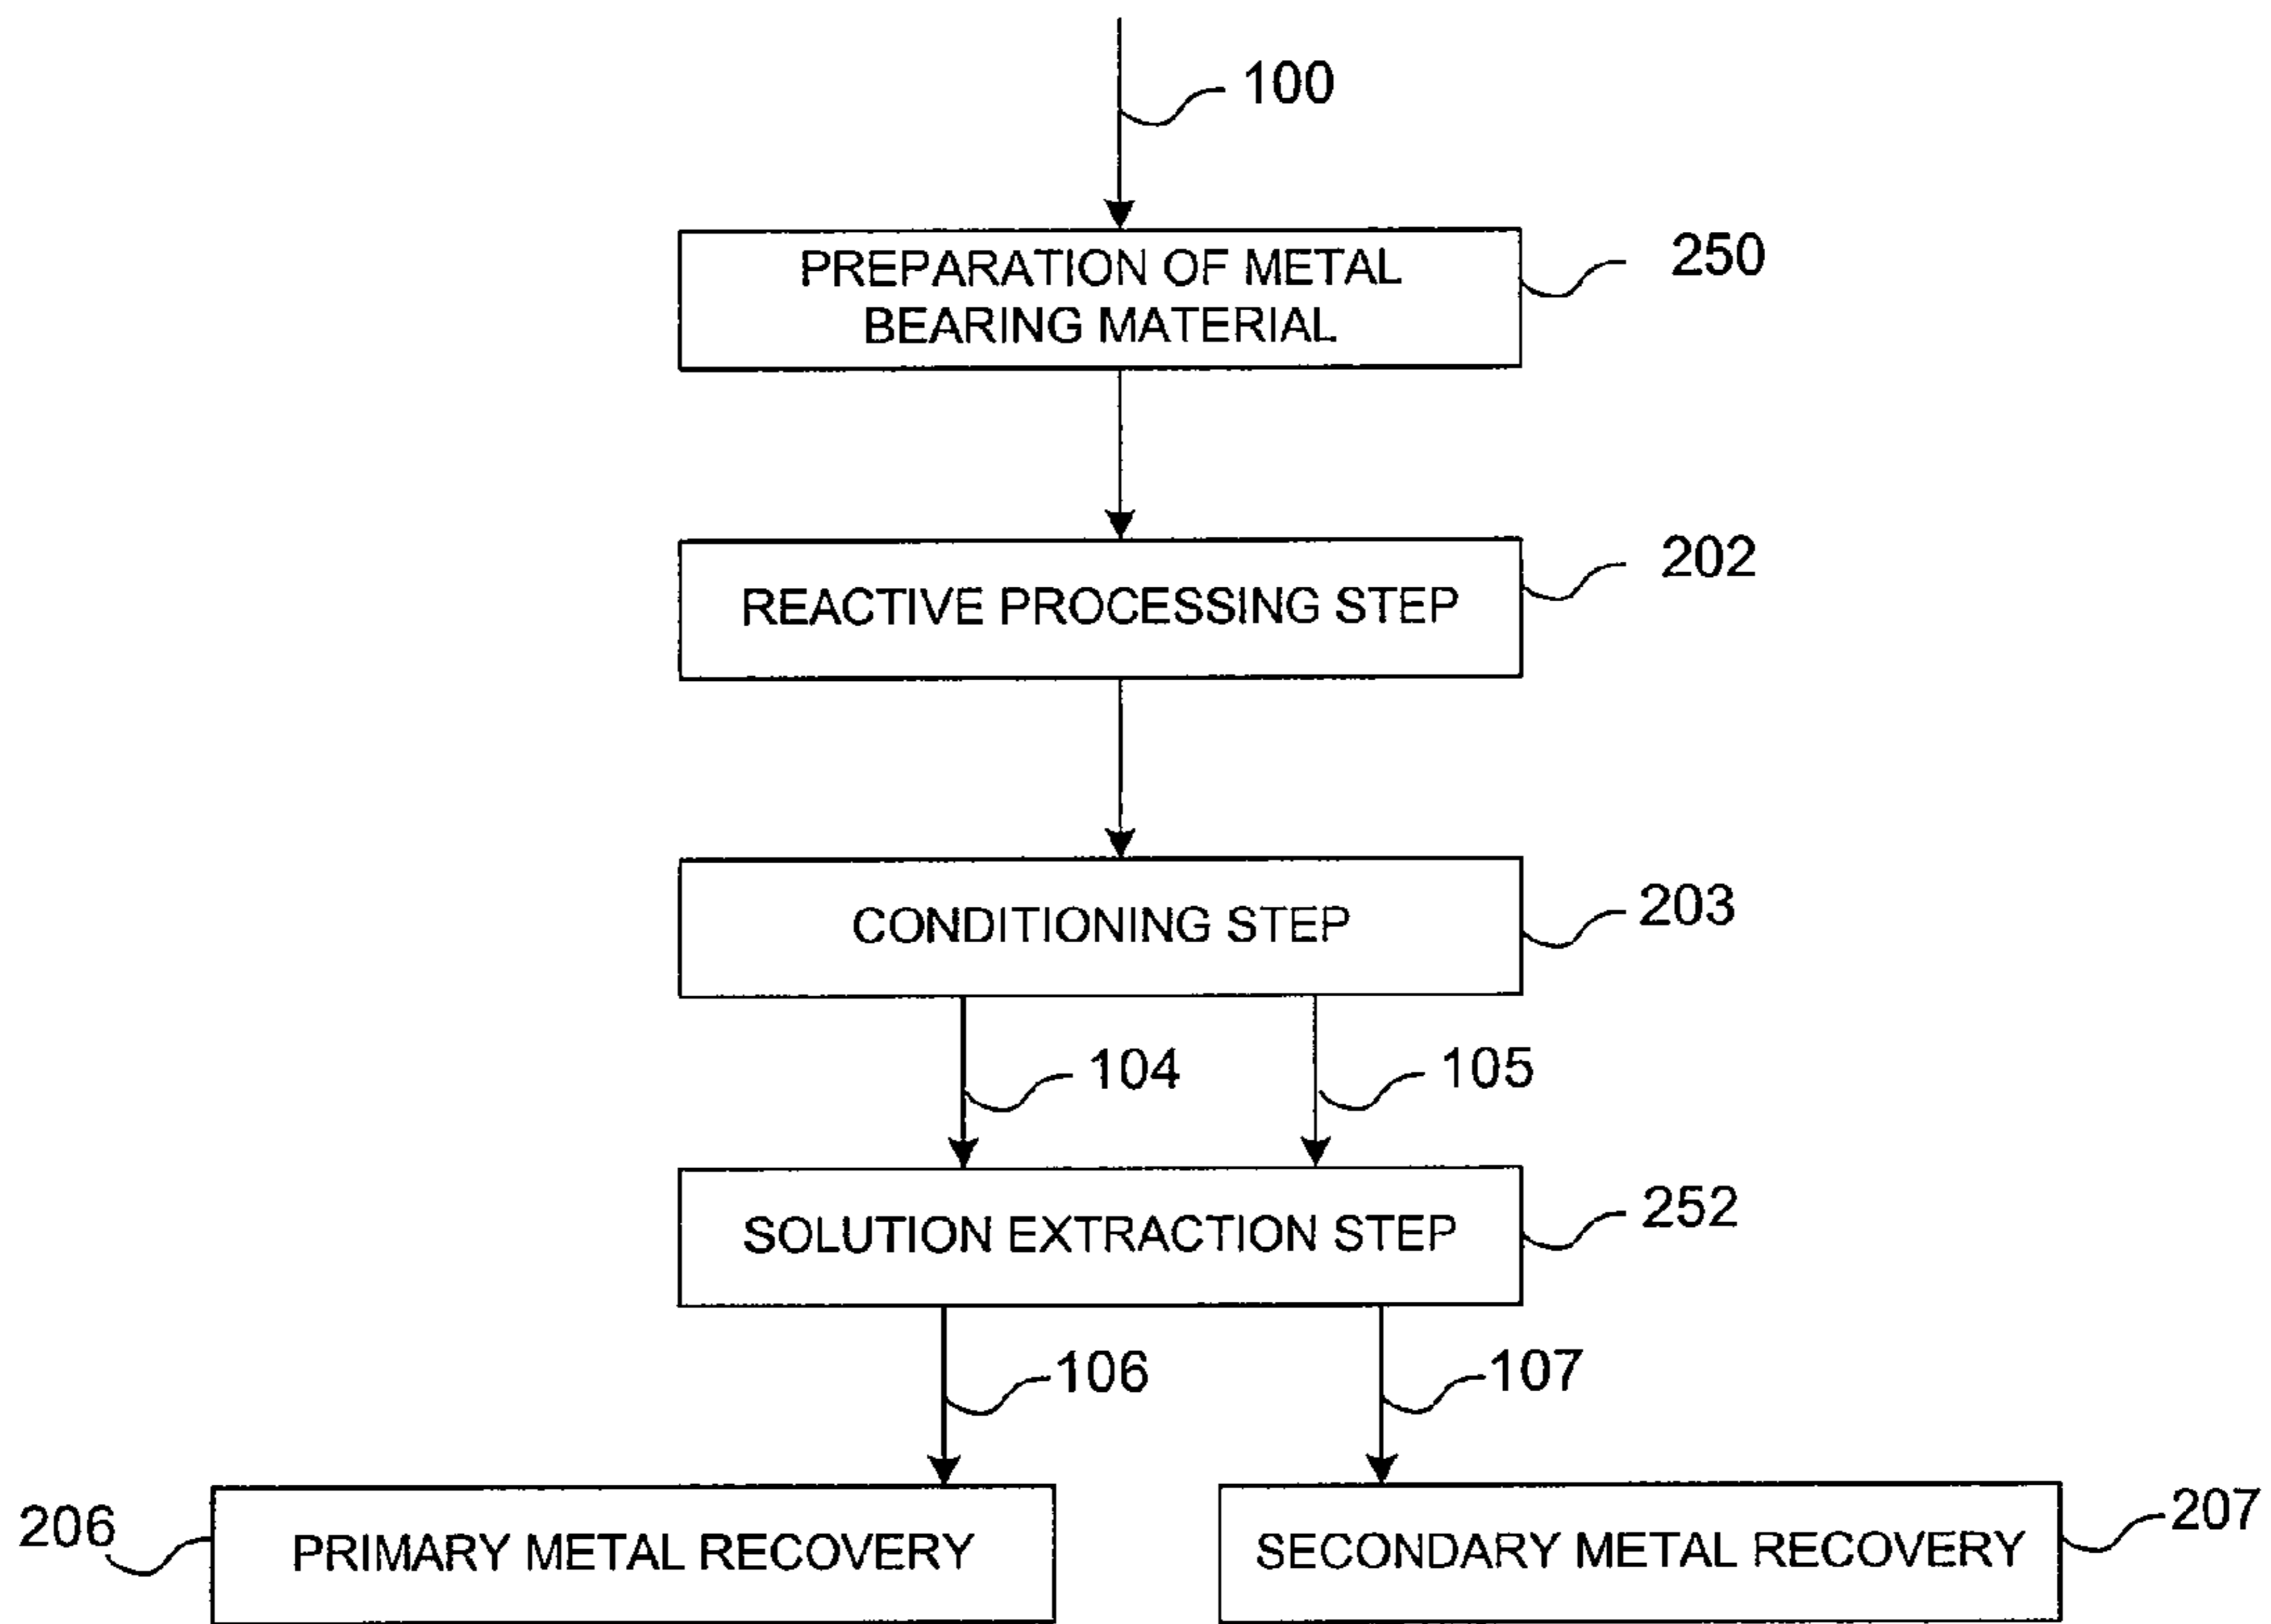 100
PREPARATION OF METAL
BEARING MATERIAL
250
REACTIVE PROCESSING STEP
202
CONDITIONING STEP
203
104
105
SOLUTION EXTRACTION STEP
252
106
107
206
PRIMARY METAL RECOVERY
SECONDARY METAL RECOVERY
207